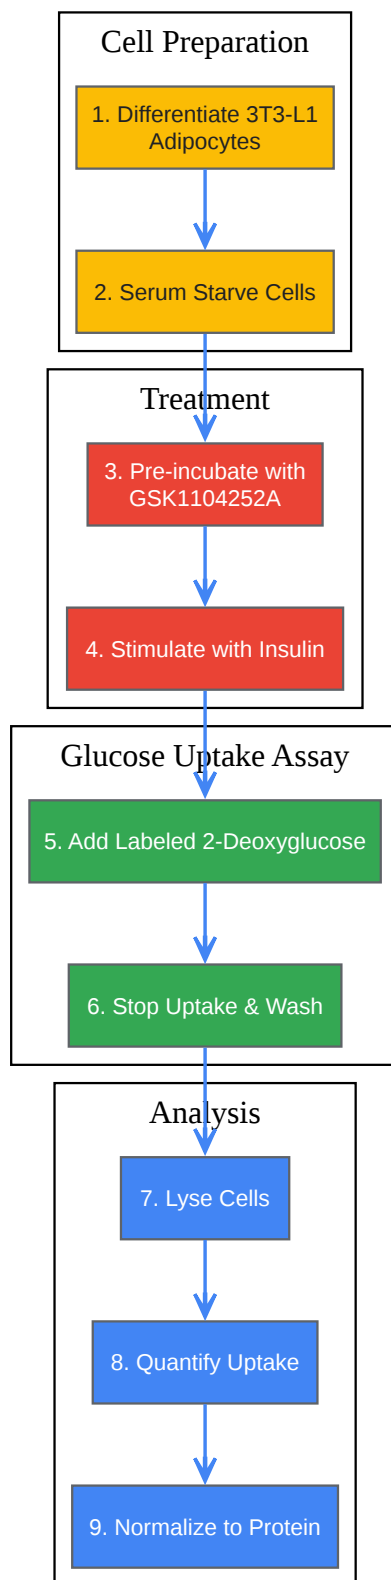 Cell Preparation
1. Differentiate 3T3-L1
Adipocytes
2. Serum Starve Cells
Treatment
3. Pre-incubate with
GSK1104252A
4. Stimulate with Insulin
Glucose Uptake Assay
5. Add Labeled 2-Deoxyglucose
6. Stop Uptake & Wash
Analysis
7. Lyse Cells
8. Quantify Uptake
9. Normalize to Protein